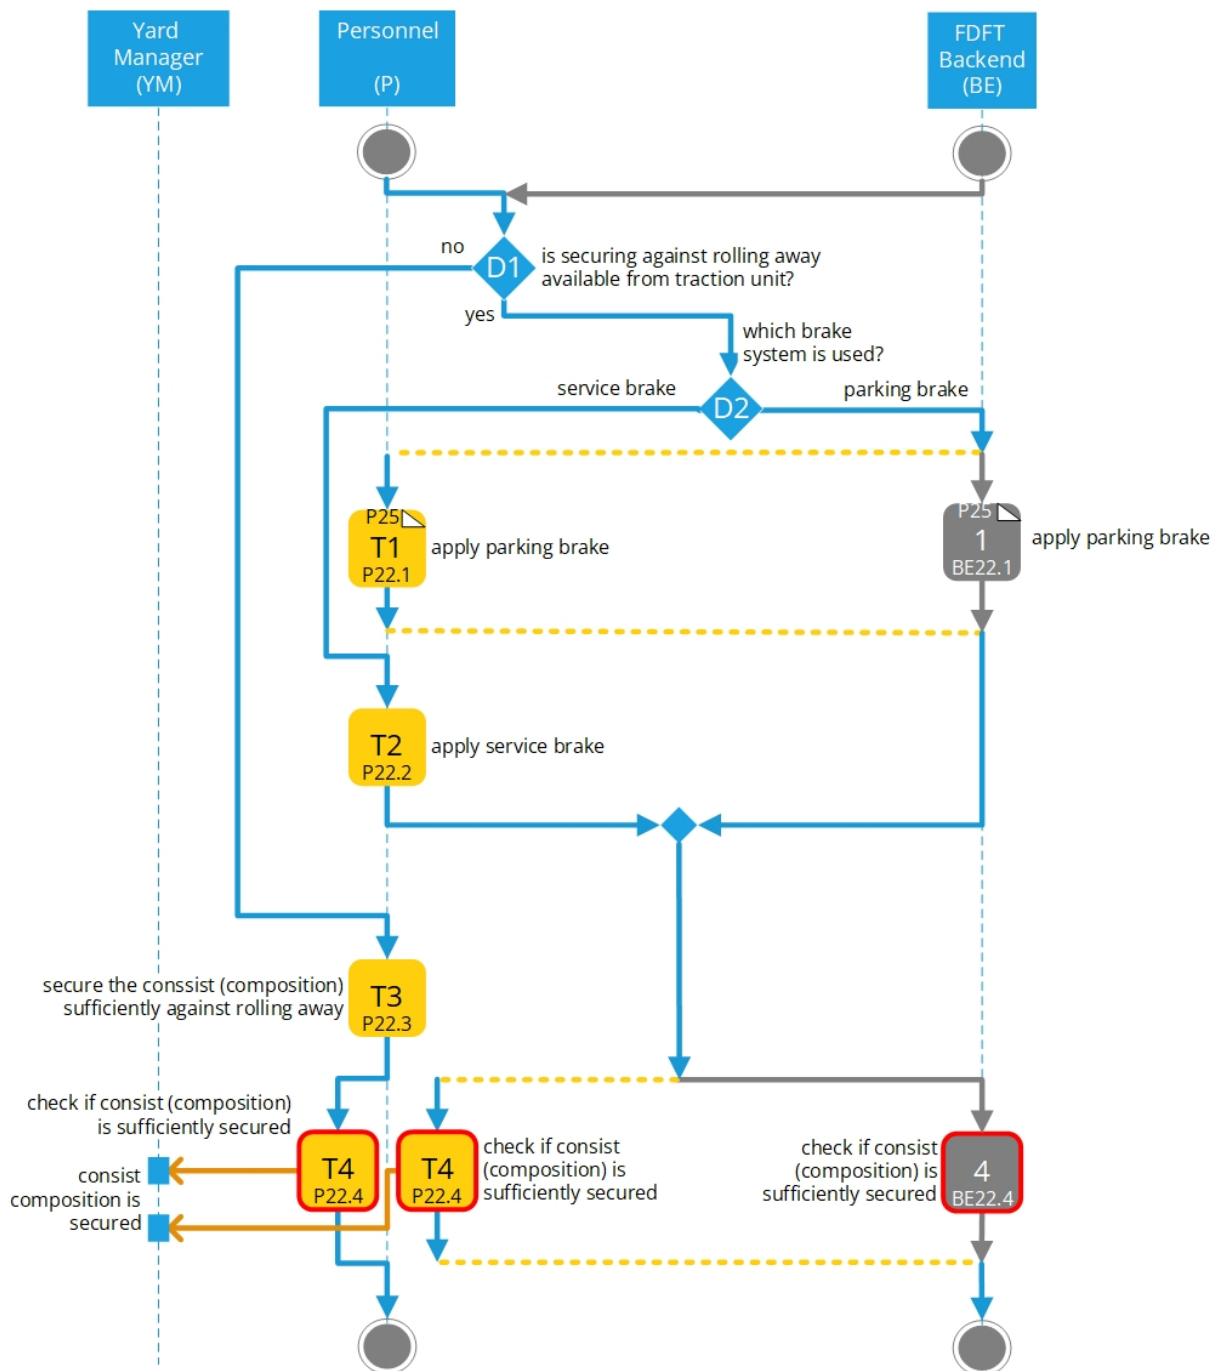 Yard
Manager
(YM)
Personnel
(P)
FDFT
Backend
(BE)
no
D1
is securing against rolling away
available from traction unit?
yes
which brake
system is used?
service brake
D2
parking brake
P25
T1
P22.1
apply parking brake
P25
1
BE22.1
apply parking brake
T2
P22.2
apply service brake
secure the conssist (composition)
sufficiently against rolling away
T3
P22.3
check if consist (composition)
is sufficiently secured
T4
P22.4
T4
P22.4
check if consist
(composition) is
sufficiently secured
check if consist
(composition) is
sufficiently secured
4
BE22.4
consist
composition is
secured